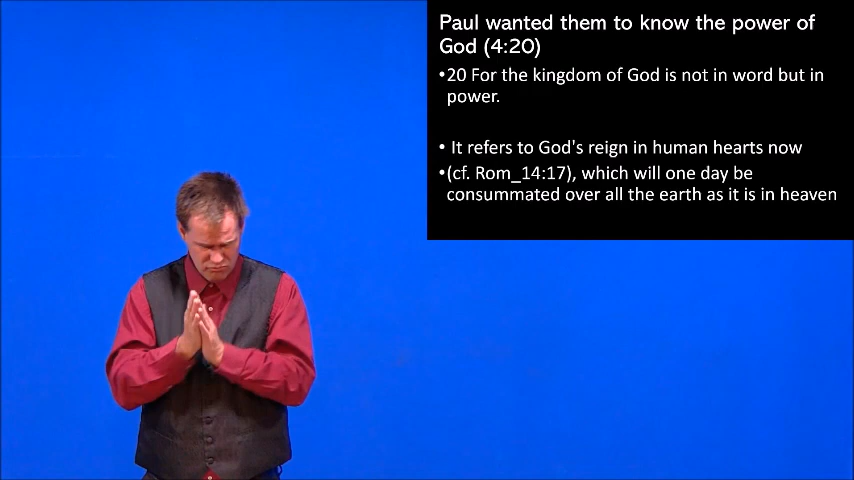 Paul wanted them to know the power of
God (4:20)
•20 For the kingdom of God is not in word but in
power.
• It refers to God's reign in human hearts now
•(cf. Rom_14:17), which will one day be
consummated over all the earth as it is in heaven